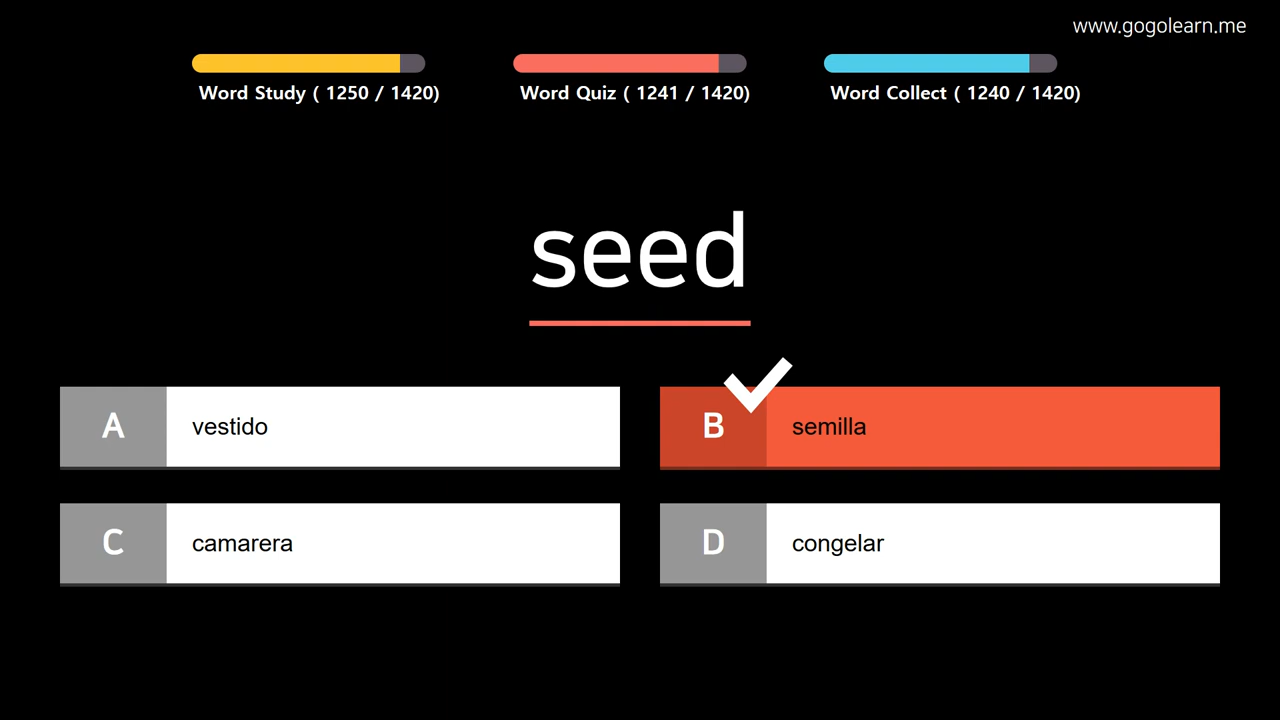 www.gogolearn.me
Word Study ( 1250 / 1420)
Word Quiz ( 1241 / 1420)
Word Collect ( 1240 / 1420)
seed
A vestido
B semilla
C camarera
D congelar